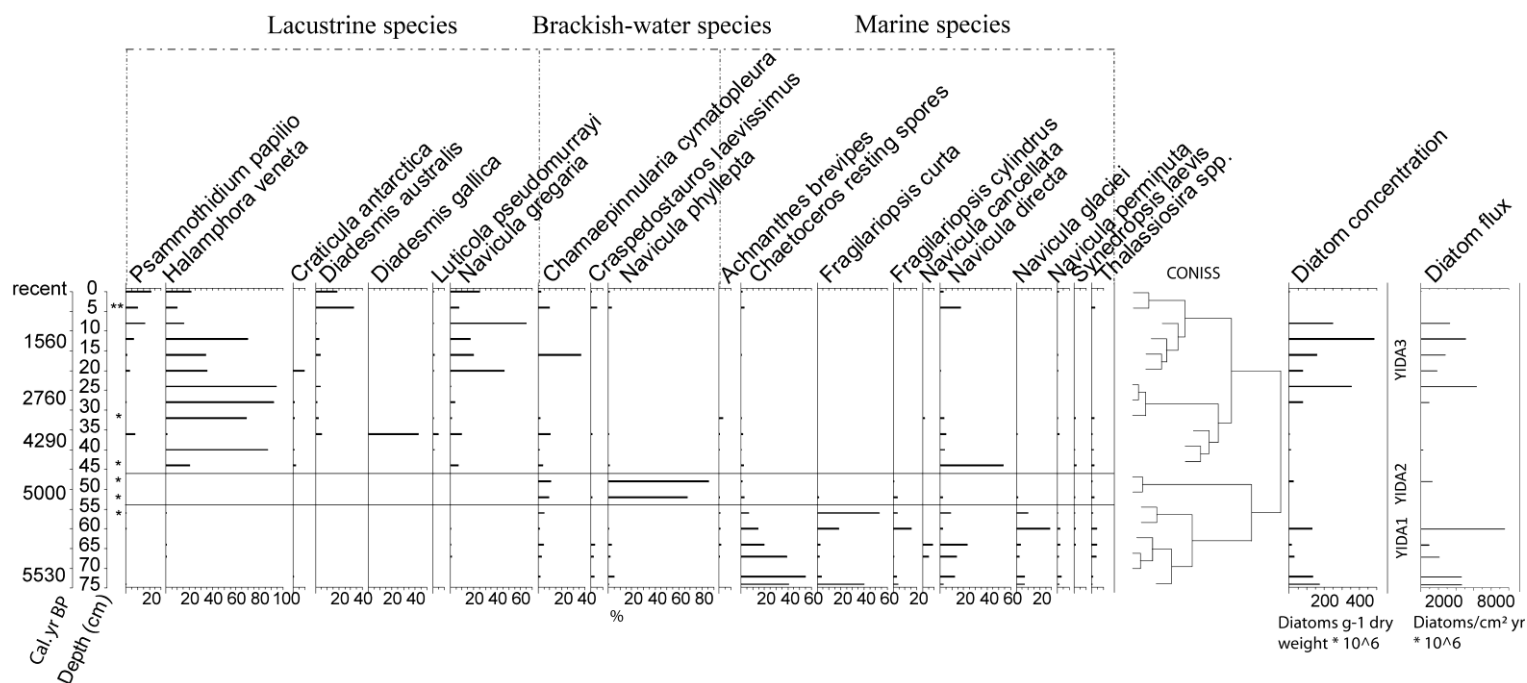 Lacustrine species Brackish-water species Marine species
Psammothidium papilio
Halamphora veneta
Craticula antarctica
Diadesmis australis
Diadesmis gallica
Luticola pseudomurrayi
Navicula gregaria
Chamaepinnularia cymatopleura
Craspedostauros laevissimus
Navicula phyllepta
Achnanthes brevipes
Chaetoceros resting spores
Fragilariopsis curta
Fragilariopsis cylindrus
Navicula cancellata
Navicula directa
Navicula glaciei
Navicula perminuta
Synedropsis laevis
Thalassiosira spp.
CONISS
Diatom concentration
Diatom flux
recent 0
** 5
10
1560 15
20
25
2760 30
* 35
4290 40
* 45
* 50
5000 * 55
* 60
65
70
5530 75
YIDA3
YIDA2
YIDA1
20 20 40 60 80 100 20 40 20 40 20 40 60 20 40 20 40 60 80 20 40 60 20 40 60 20 20 40 60 20 200 400 2000 8000
%
Cal. yr BP
Depth (cm)
Diatoms g-1 dry
weight * 10^6
Diatoms/cm² yr
* 10^6